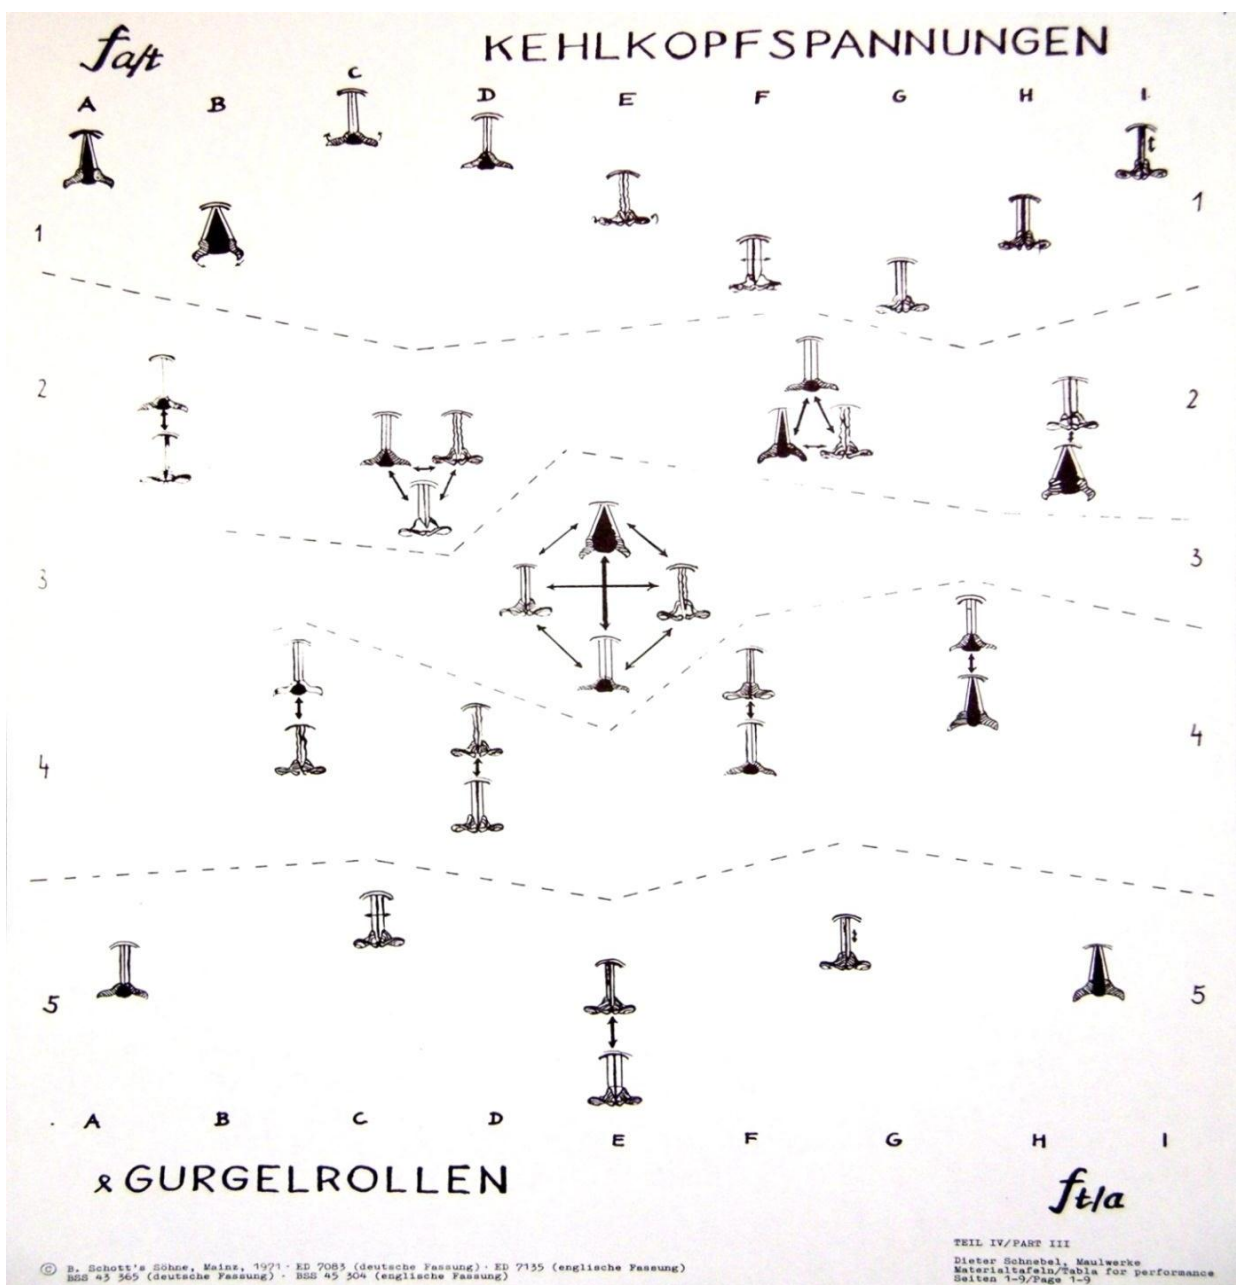 fa/t
KEHLKOPFSPANNUNGEN
A B C D E F G H I
t
1 1
2 2
3 3
4 4
5 5
A B C D E F G H I
& GURGELROLLEN
ft/a
TEIL IV/PART III
© B. Schott's Söhne, Mainz, 1971 · ED 7083 (deutsche Fassung) · ED 7135 (englische Fassung)
BSS 43 365 (deutsche Fassung) · BSS 45 304 (englische Fassung)
Dieter Schnebel, Maulwerke
Materialtafeln/Tabla for performance
Seiten 1-9/Page 1-9